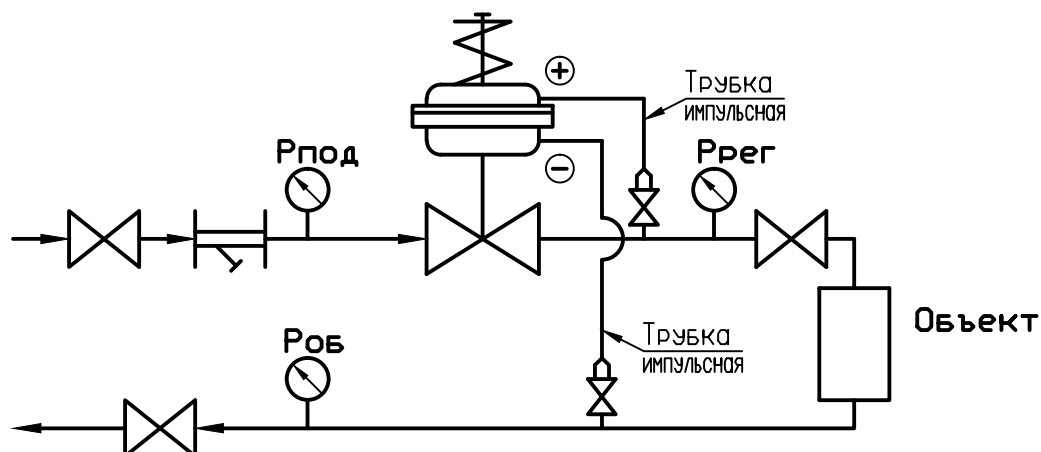 +
Трубка
импульсная
Рпод
Ррег
−
Объект
Трубка
импульсная
Роб